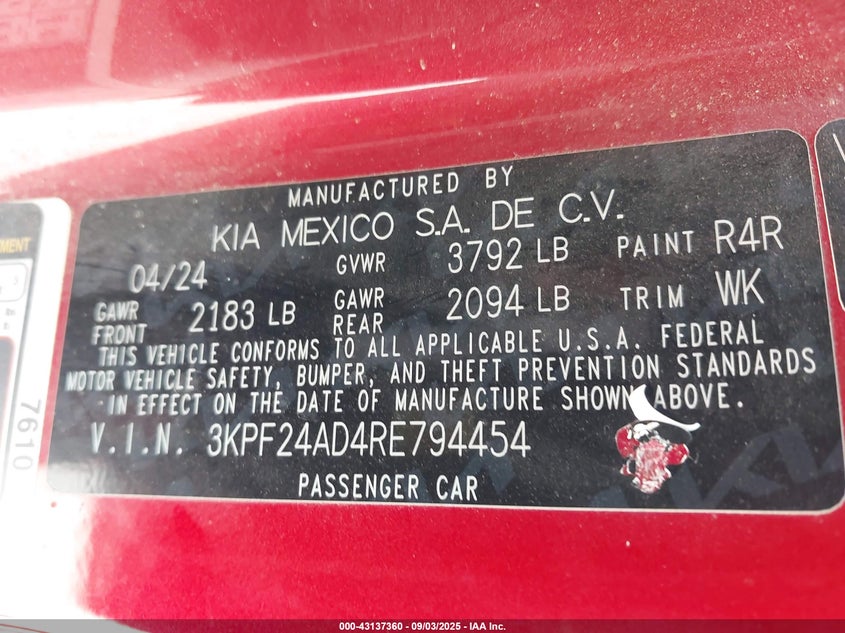 MANUFACTURED BY
KIA MEXICO S.A. DE C.V.
04/24 GVWR 3792 LB PAINT R4R
GAWR FRONT 2183 LB GAWR REAR 2094 LB TRIM WK
THIS VEHICLE CONFORMS TO ALL APPLICABLE U.S.A. FEDERAL
MOTOR VEHICLE SAFETY, BUMPER, AND THEFT PREVENTION STANDARDS
IN EFFECT ON THE DATE OF MANUFACTURE SHOWN ABOVE.
V.I.N. 3KPF24AD4RE794454
PASSENGER CAR
7610
000-43137360 - 09/03/2025 - IAA Inc.